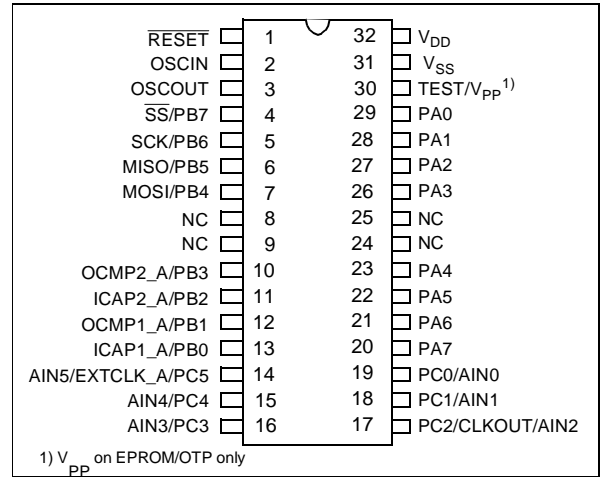 RESET 1 32 VDD
OSCIN 2 31 VSS
OSCOUT 3 30 TEST/VPP1)
SS/PB7 4 29 PA0
SCK/PB6 5 28 PA1
MISO/PB5 6 27 PA2
MOSI/PB4 7 26 PA3
NC 8 25 NC
NC 9 24 NC
OCMP2_A/PB3 10 23 PA4
ICAP2_A/PB2 11 22 PA5
OCMP1_A/PB1 12 21 PA6
ICAP1_A/PB0 13 20 PA7
AIN5/EXTCLK_A/PC5 14 19 PC0/AIN0
AIN4/PC4 15 18 PC1/AIN1
AIN3/PC3 16 17 PC2/CLKOUT/AIN2
1) VPP on EPROM/OTP only